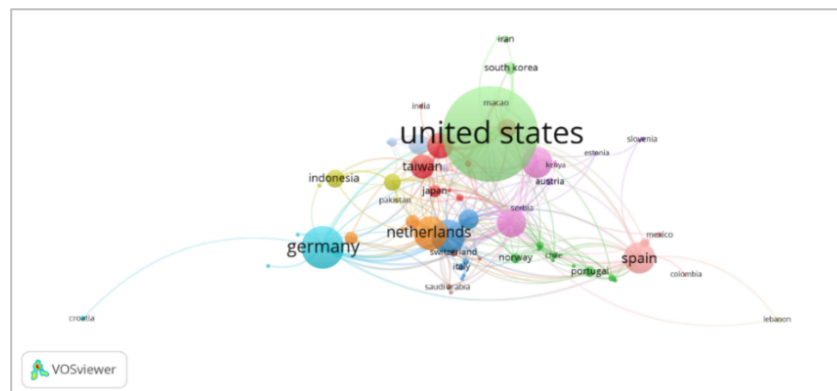 iran
south korea
macao
india
united states
slovenia
estonia
taiwan
kenya
indonesia
austria
japan
pakistan
serbia
netherlands
mexico
germany
switzerland
norway
chile
spain
italy
portugal
colombia
saudi arabia
croatia
lebanon
VOSviewer